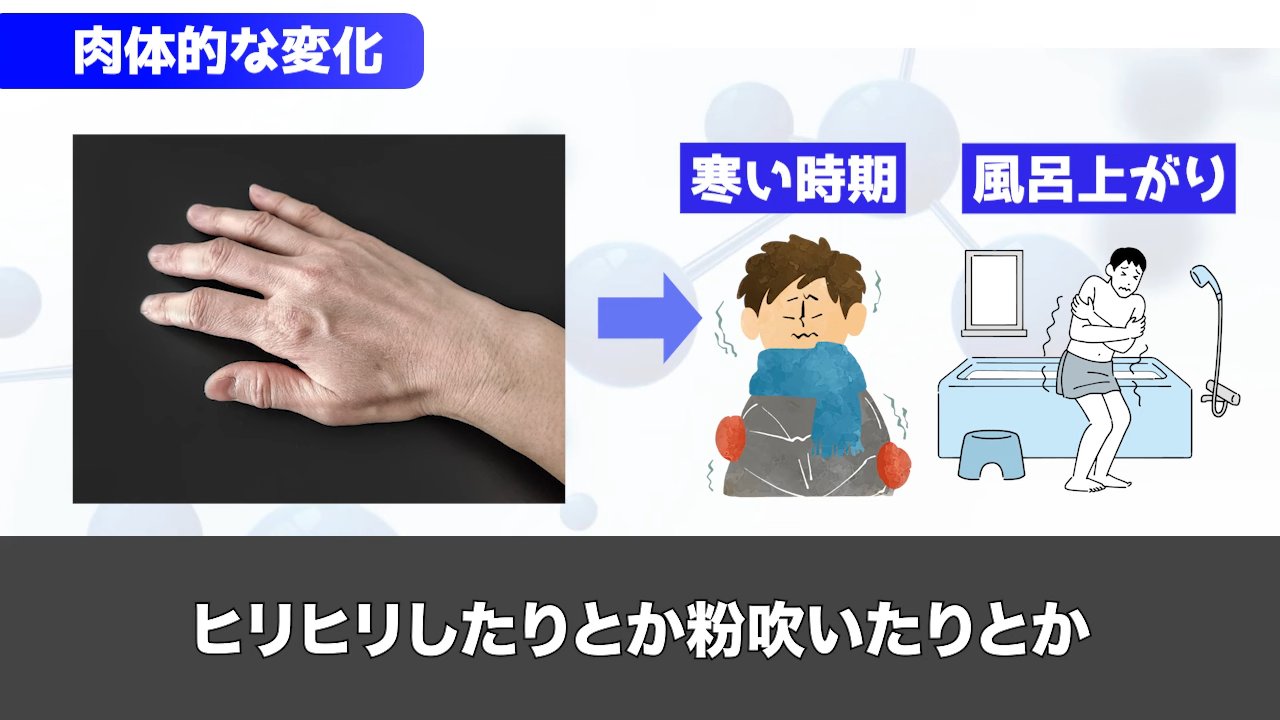 肉体的な変化
寒い時期
風呂上がり
ヒリヒリしたりとか粉吹いたりとか